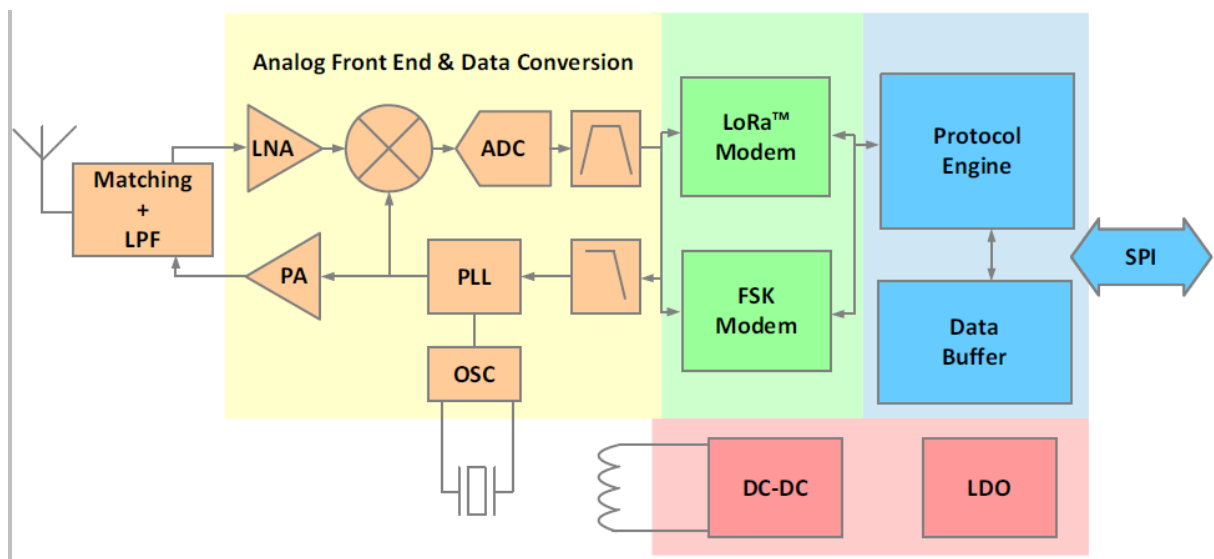 Analog Front End & Data Conversion
LNA
ADC
LoRa™
Modem
Protocol
Engine
Matching
+
LPF
PA
PLL
FSK
Modem
SPI
Data
Buffer
OSC
DC-DC
LDO